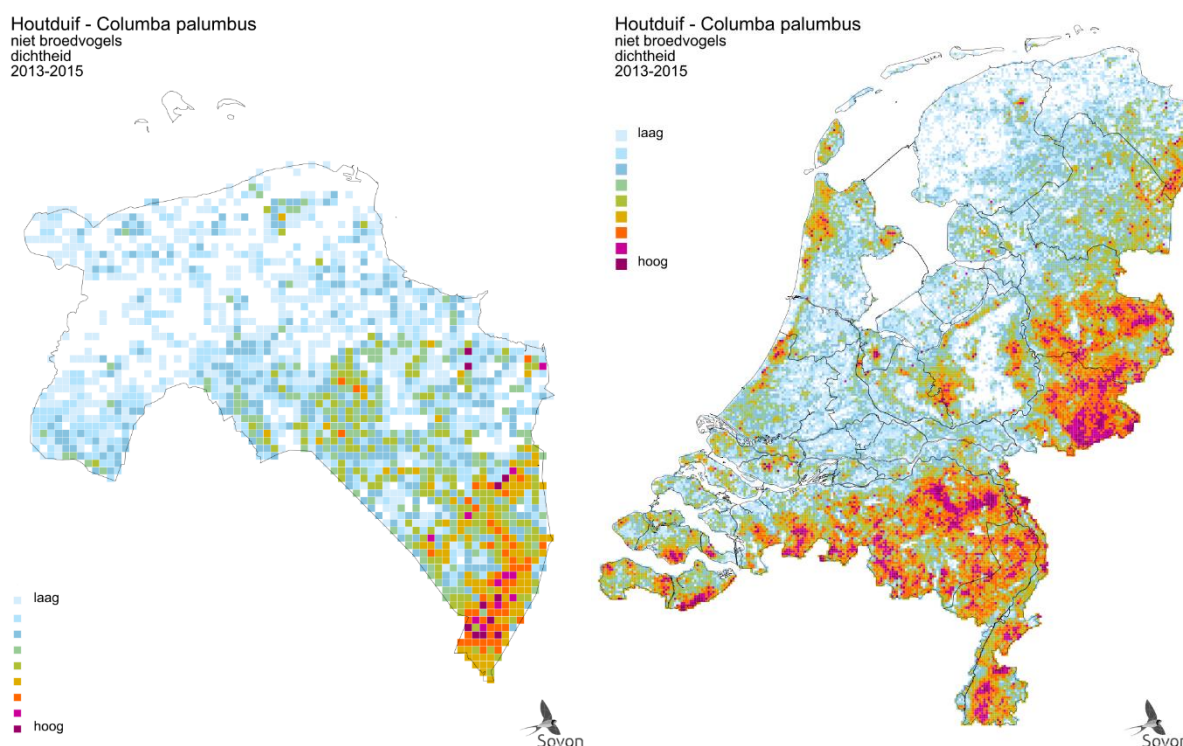 Houtduif - Columba palumbus
niet broedvogels
dichtheid
2013-2015
laag
hoog
Sovon
Houtduif - Columba palumbus
niet broedvogels
dichtheid
2013-2015
laag
hoog
Sovon